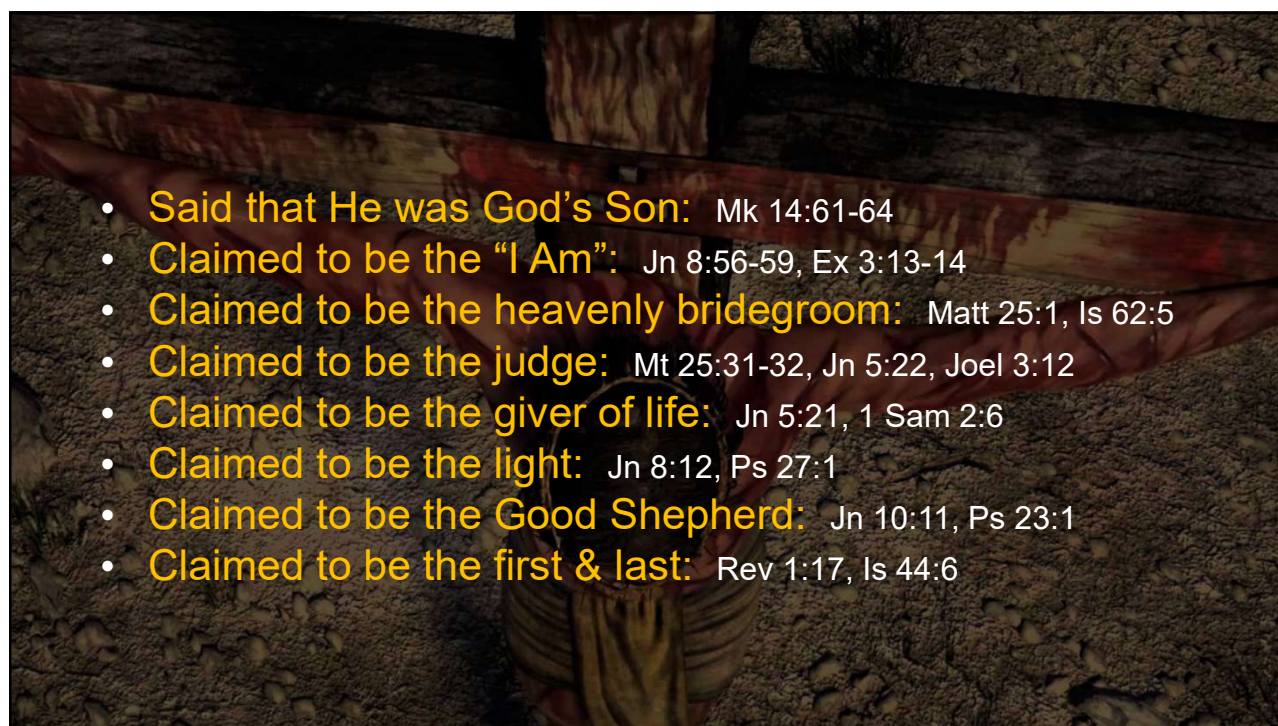 • Said that He was God’s Son: Mk 14:61-64
• Claimed to be the “I Am”: Jn 8:56-59, Ex 3:13-14
• Claimed to be the heavenly bridegroom: Matt 25:1, Is 62:5
• Claimed to be the judge: Mt 25:31-32, Jn 5:22, Joel 3:12
• Claimed to be the giver of life: Jn 5:21, 1 Sam 2:6
• Claimed to be the light: Jn 8:12, Ps 27:1
• Claimed to be the Good Shepherd: Jn 10:11, Ps 23:1
• Claimed to be the first & last: Rev 1:17, Is 44:6